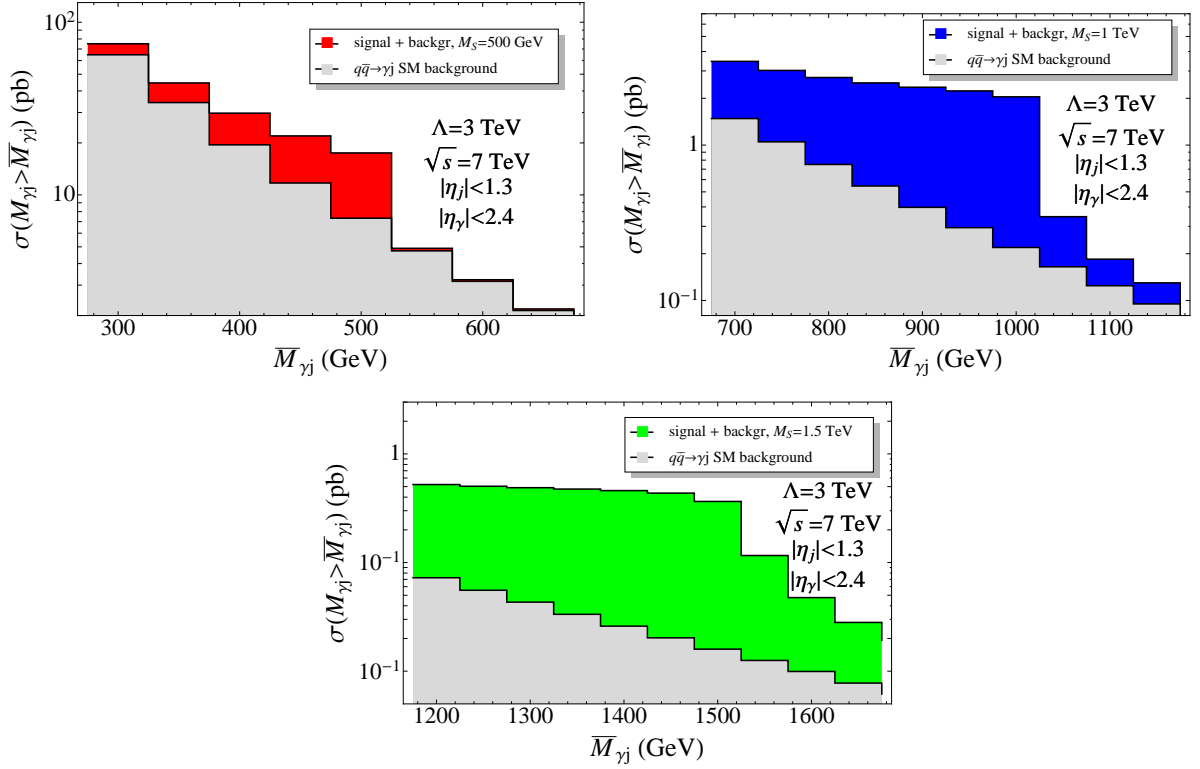 10²
10
σ(M_γj>M̅_γj) (pb)
signal + backgr, M_S=500 GeV
qq̅→γj SM background
Λ=3 TeV
√s=7 TeV
|η_j|<1.3
|η_γ|<2.4
300 400 500 600
M̅_γj (GeV)
1
10⁻¹
σ(M_γj>M̅_γj) (pb)
signal + backgr, M_S=1 TeV
qq̅→γj SM background
Λ=3 TeV
√s=7 TeV
|η_j|<1.3
|η_γ|<2.4
700 800 900 1000 1100
M̅_γj (GeV)
1
10⁻¹
10⁻¹
σ(M_γj>M̅_γj) (pb)
signal + backgr, M_S=1.5 TeV
qq̅→γj SM background
Λ=3 TeV
√s=7 TeV
|η_j|<1.3
|η_γ|<2.4
1200 1300 1400 1500 1600
M̅_γj (GeV)